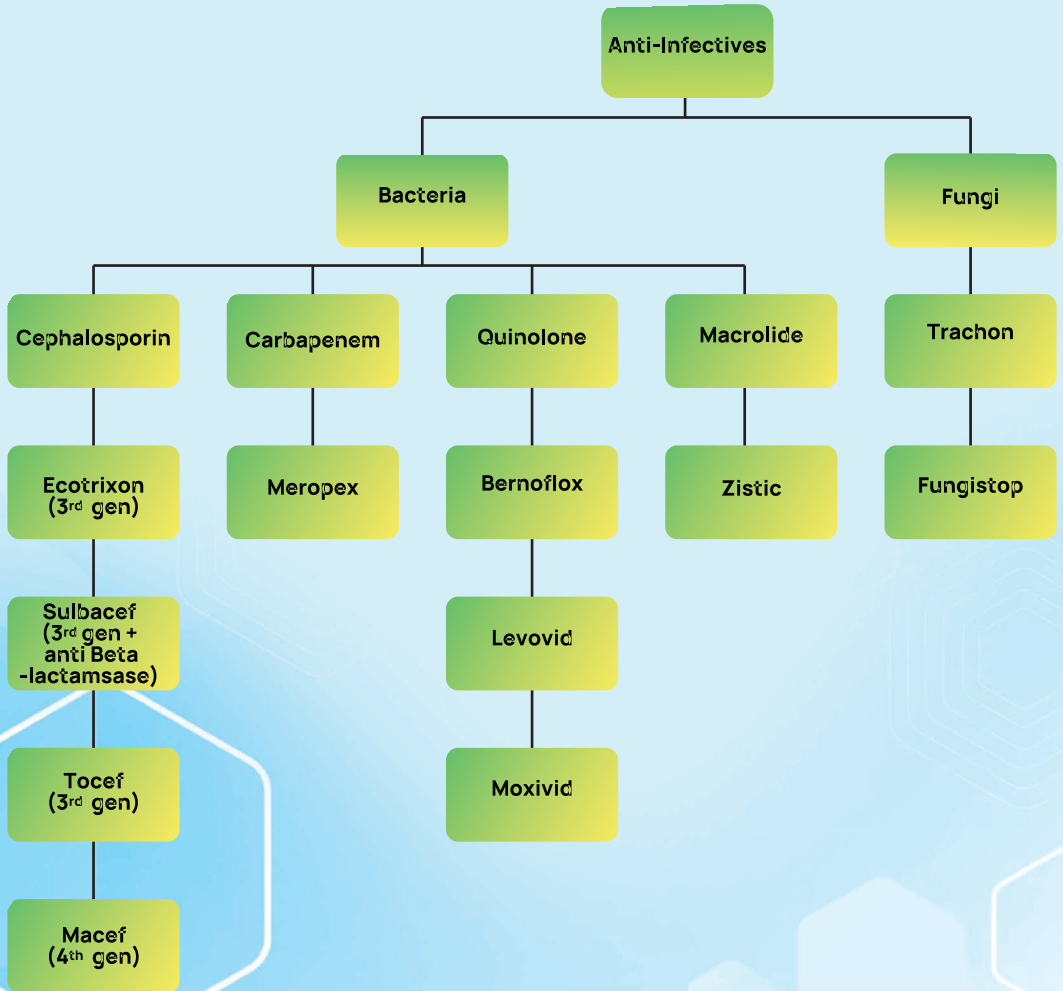 Anti-Infectives
Bacteria
Fungi
Cephalosporin
Carbapenem
Quinolone
Macrolide
Trachon
Ecotrixon
(3rd gen)
Meropex
Bernoflox
Zistic
Fungistop
Sulbacef
(3rd gen +
anti Beta
-lactamsase)
Levovid
Tocef
(3rd gen)
Moxivid
Macef
(4th gen)